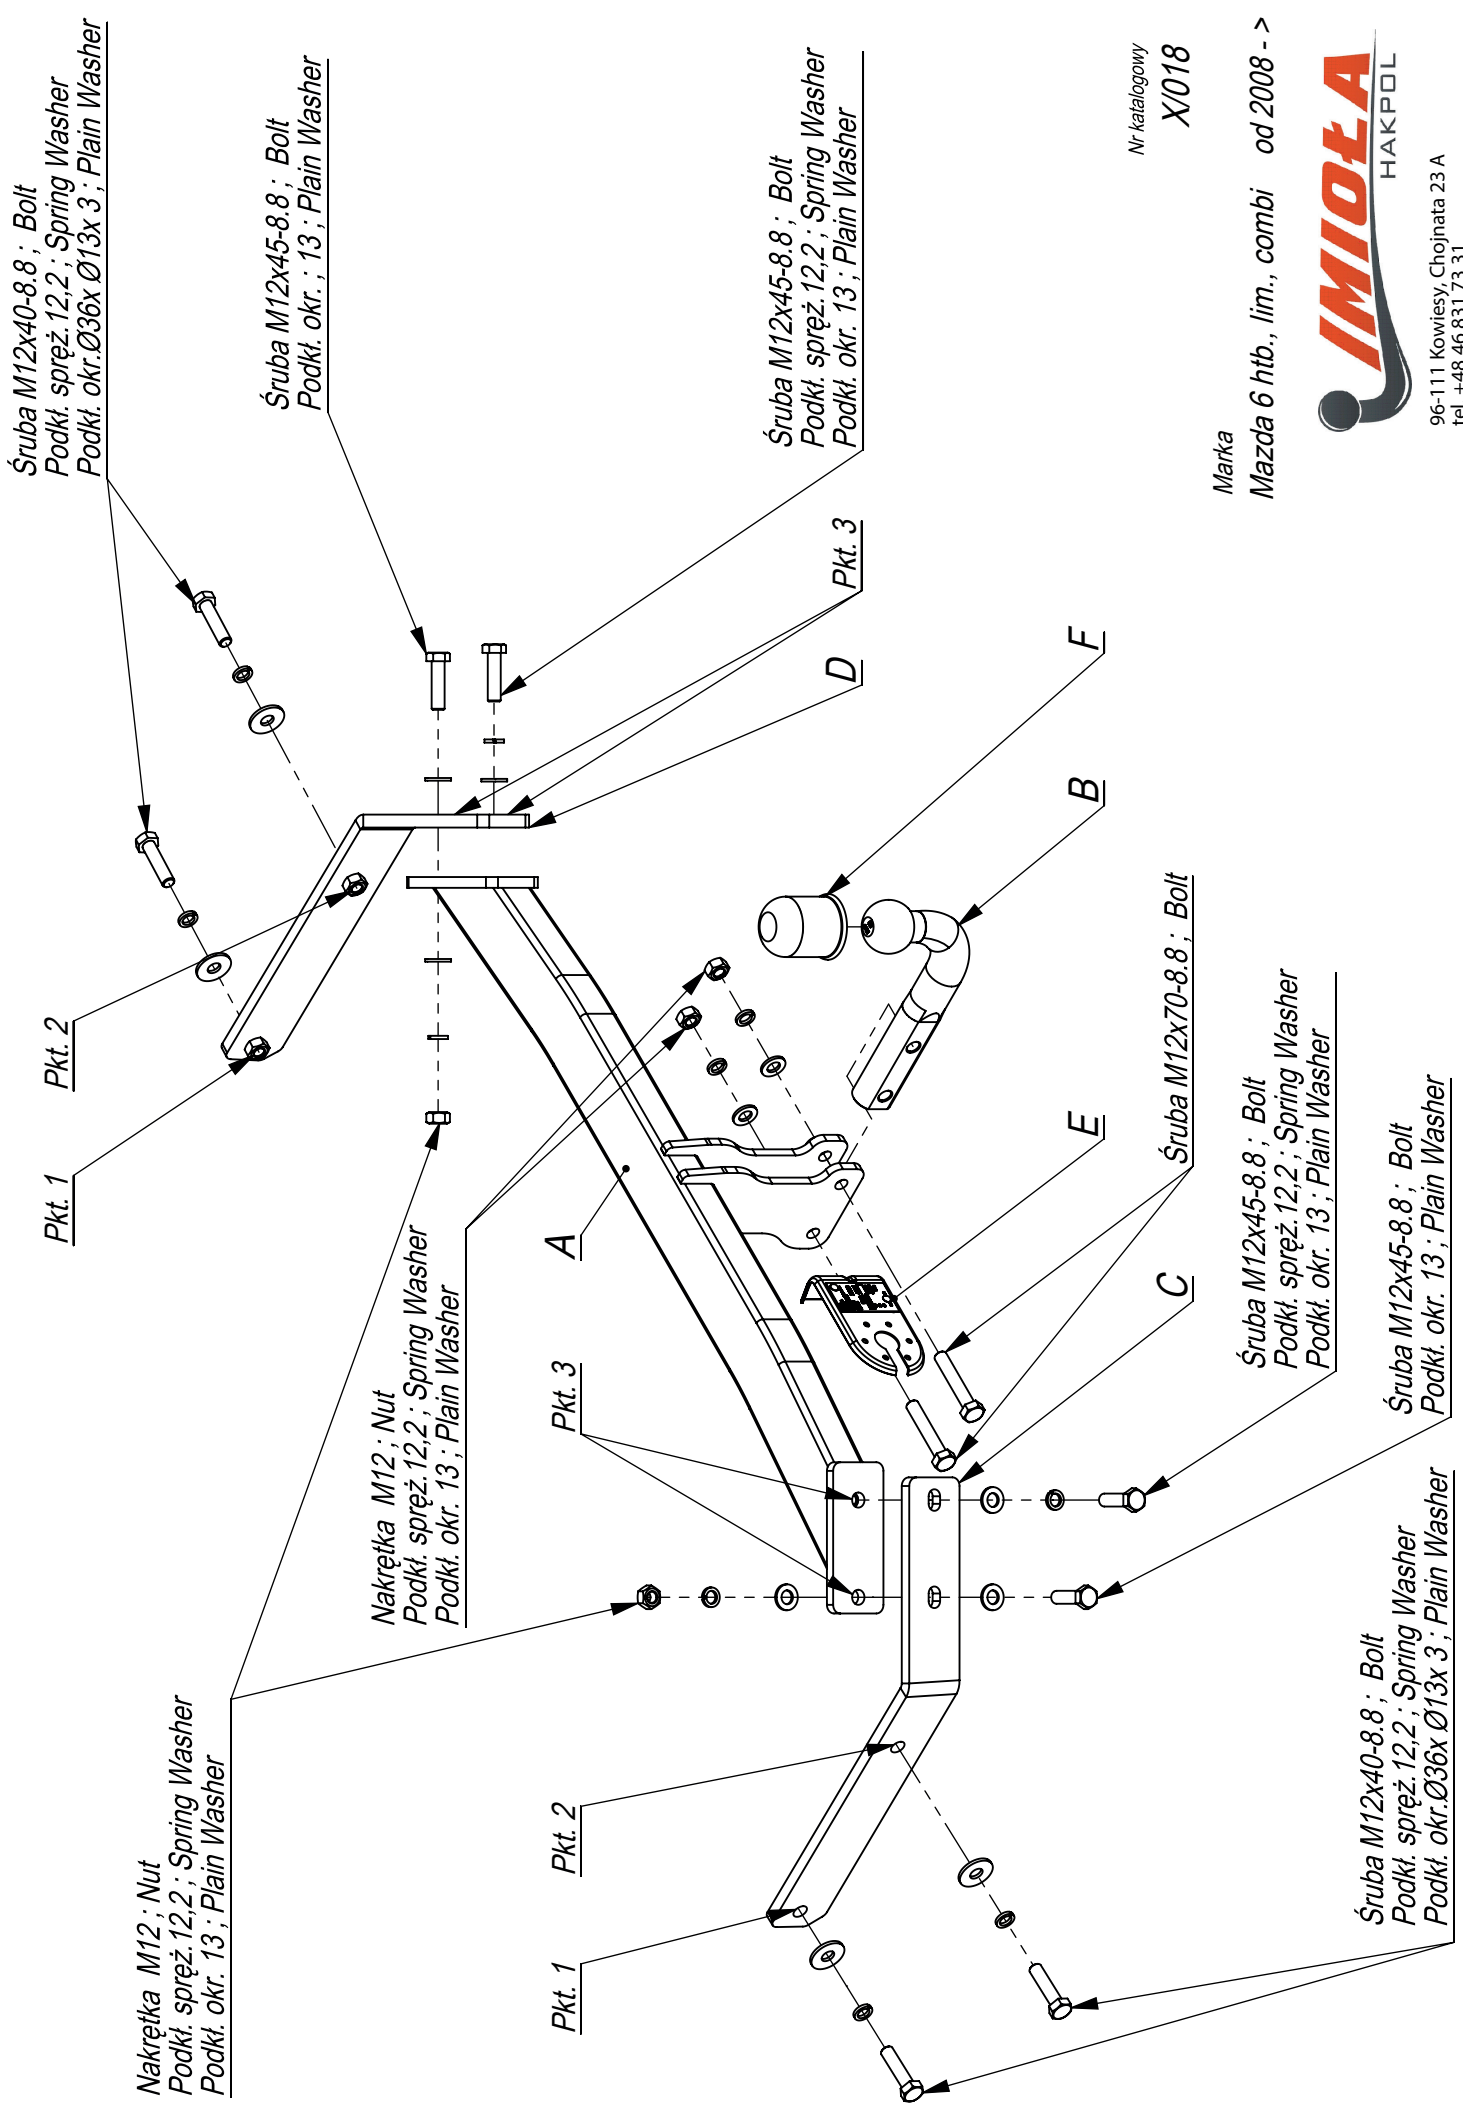 Nakrętka M12 ; Nut
Podkł. spręż.12,2 ; Spring Washer
Podkł. okr. 13 ; Plain Washer
Pkt. 1
Pkt. 2
Śruba M12x40-8.8 ; Bolt
Podkł. spręż.12,2 ; Spring Washer
Podkł. okr.Ø36x Ø13x 3 ; Plain Washer
Śruba M12x45-8.8 ; Bolt
Podkł. okr. ; 13 ; Plain Washer
Nakrętka M12 ; Nut
Podkł. spręż.12,2 ; Spring Washer
Podkł. okr. 13 ; Plain Washer
Pkt. 1
Pkt. 2
Pkt. 3
A
Śruba M12x45-8.8 ; Bolt
Podkł. spręż.12,2 ; Spring Washer
Podkł. okr. 13 ; Plain Washer
D
Pkt. 3
E
B
F
C
Śruba M12x70-8.8 ; Bolt
Śruba M12x45-8.8 ; Bolt
Podkł. spręż.12,2 ; Spring Washer
Podkł. okr. 13 ; Plain Washer
Śruba M12x45-8.8 ; Bolt
Podkł. okr. 13 ; Plain Washer
Śruba M12x40-8.8 ; Bolt
Podkł. spręż.12,2 ; Spring Washer
Podkł. okr.Ø36x Ø13x 3 ; Plain Washer
Nr katalogowy
X/018
Marka
Mazda 6 htb., lim., combi od 2008 - >
IMIOŁA
HAKPOL
96-111 Kowiesy, Chojnata 23 A
tel. +48 46 831 73 31